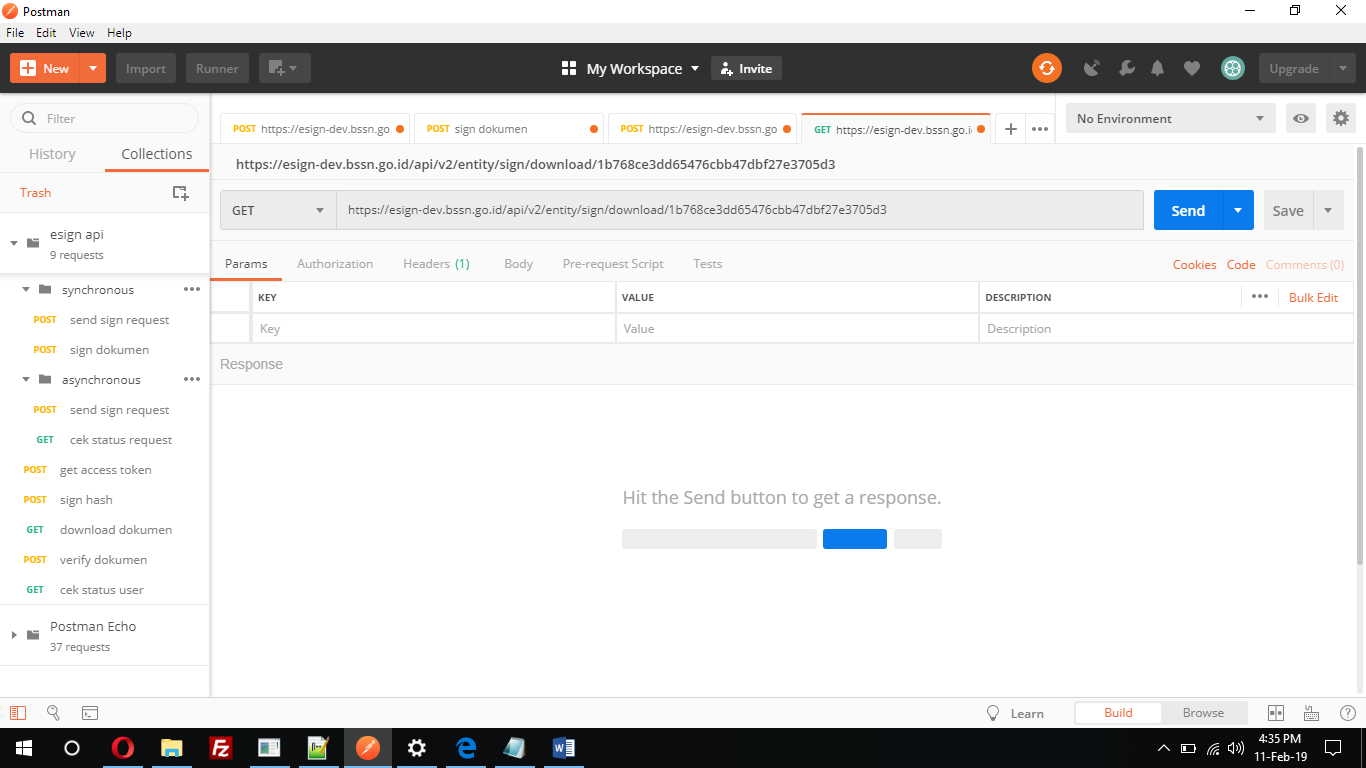 Postman
File Edit View Help
New Import Runner My Workspace Invite Upgrade
Filter
History Collections
Trash
esign api
9 requests
synchronous
POST send sign request
POST sign dokumen
asynchronous
POST send sign request
GET cek status request
POST get access token
POST sign hash
GET download dokumen
POST verify dokumen
GET cek status user
Postman Echo
37 requests
POST https://esign-dev.bssn.go POST sign dokumen POST https://esign-dev.bssn.go GET https://esign-dev.bssn.go.i
No Environment
https://esign-dev.bssn.go.id/api/v2/entity/sign/download/1b768ce3dd65476cbb47dbf27e3705d3
GET https://esign-dev.bssn.go.id/api/v2/entity/sign/download/1b768ce3dd65476cbb47dbf27e3705d3 Send Save
Params Authorization Headers (1) Body Pre-request Script Tests Cookies Code Comments (0)
KEY VALUE DESCRIPTION Bulk Edit
Key Value Description
Response
Hit the Send button to get a response.
Learn Build Browse
4:35 PM
11-Feb-19